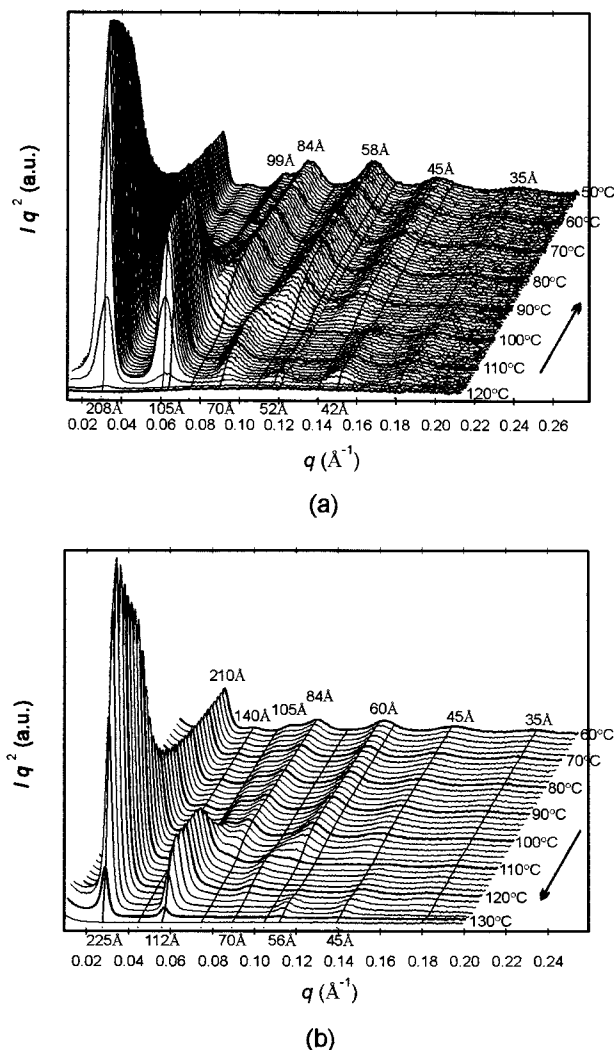 I q² (a.u.)
99Å 84Å 58Å 45Å 35Å
50°C
60°C
70°C
80°C
90°C
100°C
110°C
120°C
208Å 105Å 70Å 52Å 42Å
0.02 0.04 0.06 0.08 0.10 0.12 0.14 0.16 0.18 0.20 0.22 0.24 0.26
q (Å⁻¹)
(a)
I q² (a.u.)
210Å 140Å 105Å 84Å 60Å 45Å 35Å
60°C
70°C
80°C
90°C
100°C
110°C
120°C
130°C
225Å 112Å 70Å 56Å 45Å
0.02 0.04 0.06 0.08 0.10 0.12 0.14 0.16 0.18 0.20 0.22 0.24
q (Å⁻¹)
(b)